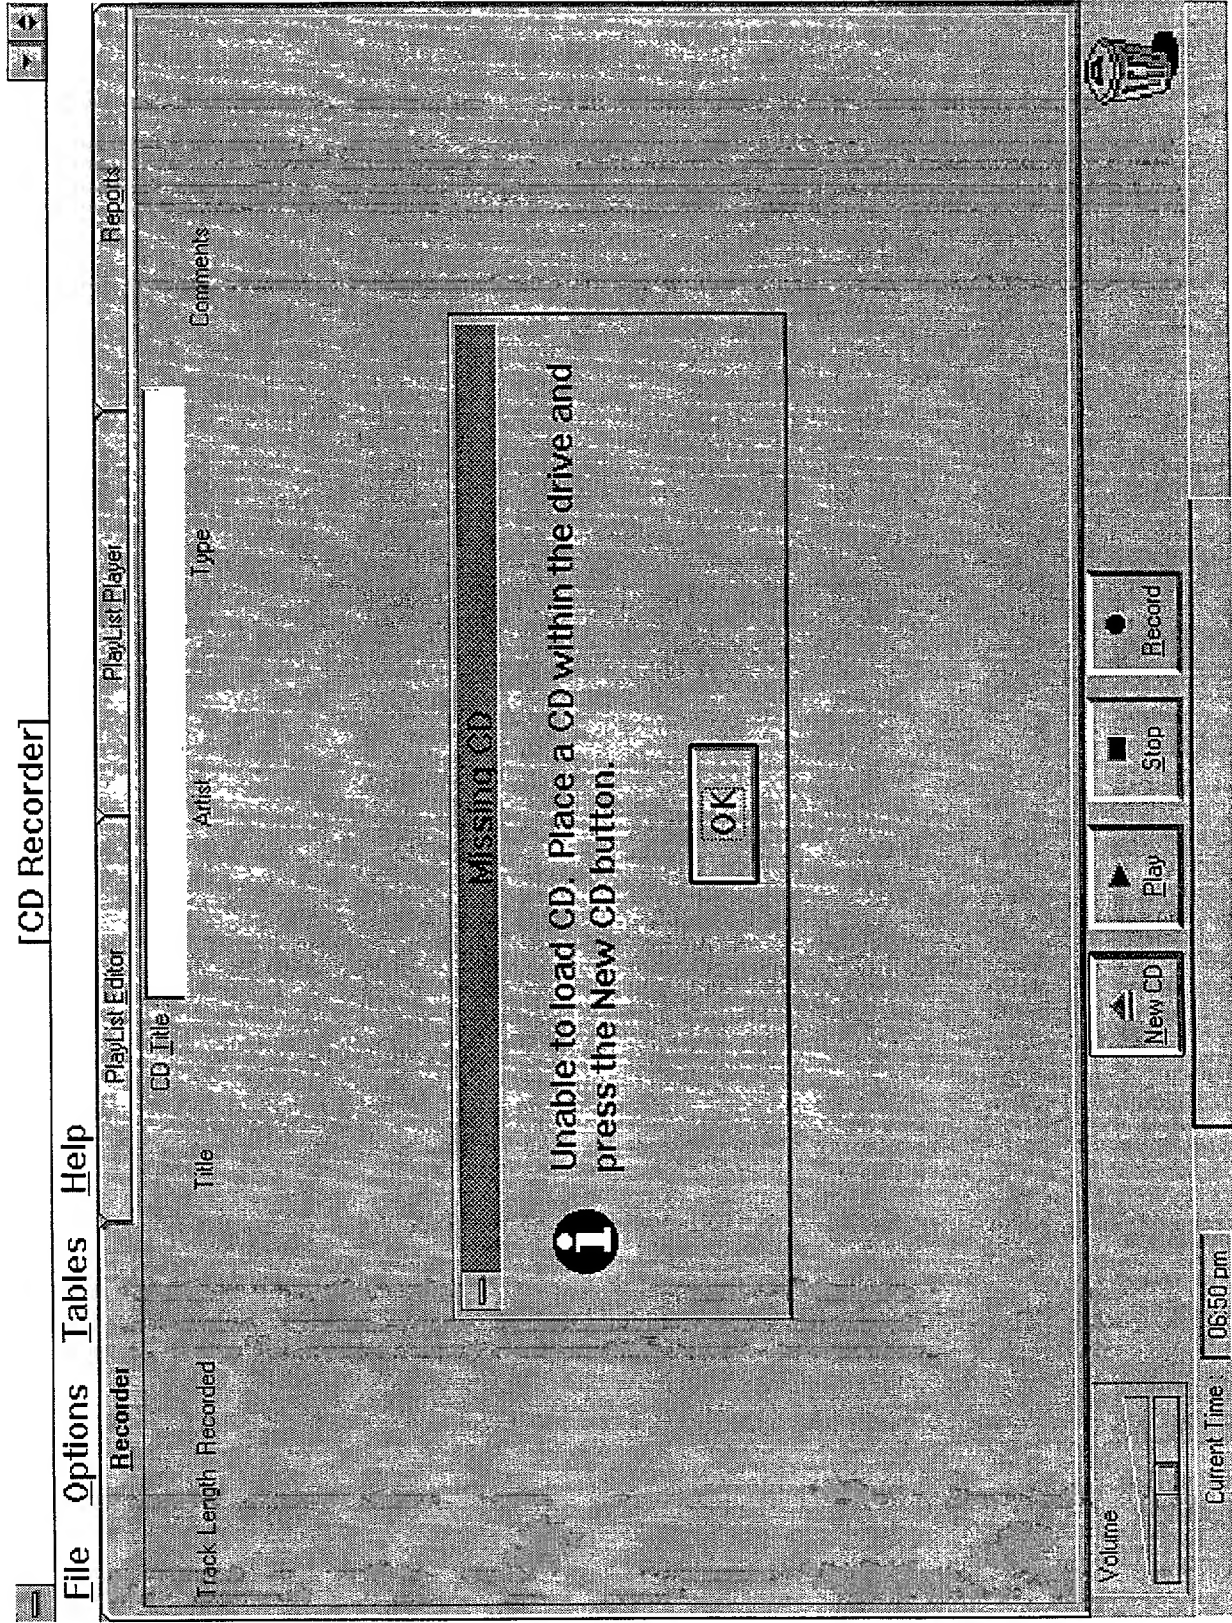 [CD Recorder]
File Options Tables Help
Recorder PlayList Editor PlayList Player Reports
CD Title
Track Length Recorded Title Artist Type Comments
Missing CD
Unable to load CD. Place a CD within the drive and
press the New CD button.
OK
Volume
New CD Play Stop Record
Current Time : 06:50 pm